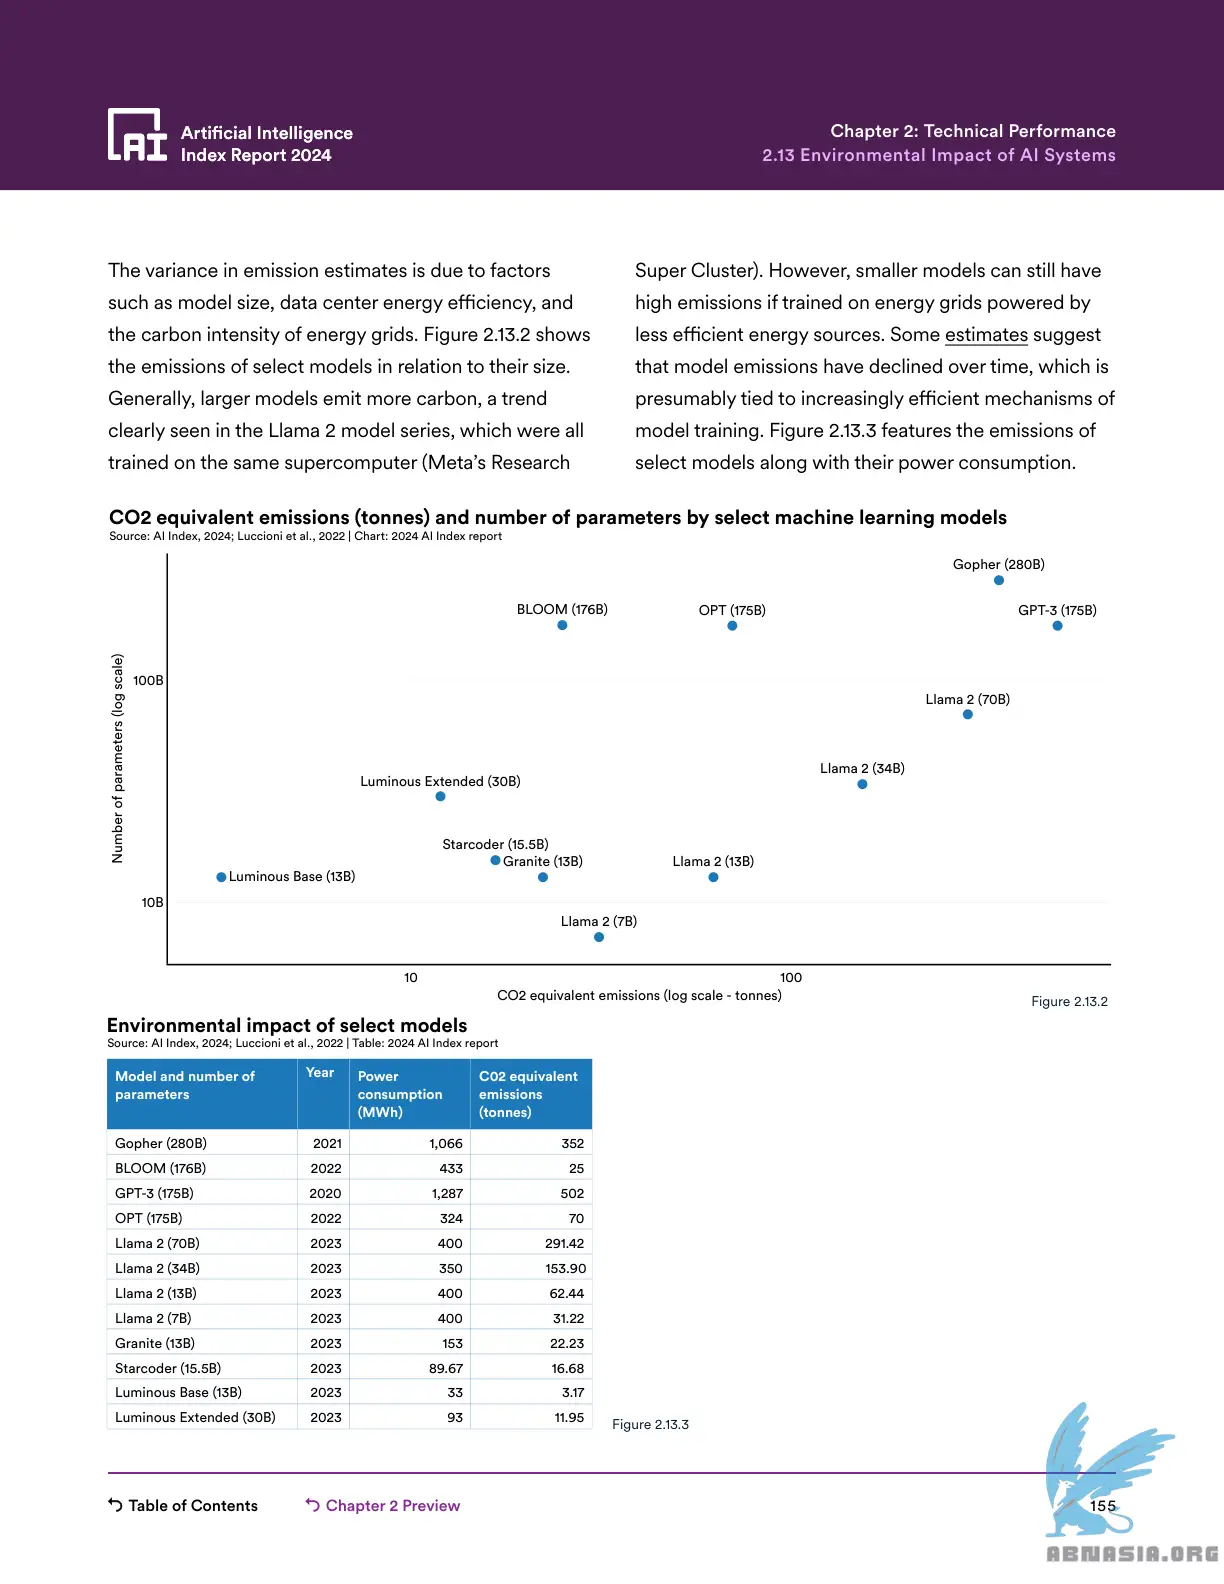 Artificial Intelligence
Index Report 2024
Chapter 2: Technical Performance
2.13 Environmental Impact of AI Systems
The variance in emission estimates is due to factors
such as model size, data center energy efficiency, and
the carbon intensity of energy grids. Figure 2.13.2 shows
the emissions of select models in relation to their size.
Generally, larger models emit more carbon, a trend
clearly seen in the Llama 2 model series, which were all
trained on the same supercomputer (Meta's Research
Super Cluster). However, smaller models can still have
high emissions if trained on energy grids powered by
less efficient energy sources. Some estimates suggest
that model emissions have declined over time, which is
presumably tied to increasingly efficient mechanisms of
model training. Figure 2.13.3 features the emissions of
select models along with their power consumption.
CO2 equivalent emissions (tonnes) and number of parameters by select machine learning models
Source: AI Index, 2024; Luccioni et al., 2022 | Chart: 2024 AI Index report
Gopher (280B)
BLOOM (176B)
OPT (175B)
GPT-3 (175B)
Number of parameters (log scale)
100B
Llama 2 (70B)
Llama 2 (34B)
Luminous Extended (30B)
Starcoder (15.5B)
Granite (13B)
Llama 2 (13B)
Luminous Base (13B)
10B
Llama 2 (7B)
10
100
CO2 equivalent emissions (log scale - tonnes)
Figure 2.13.2
Environmental impact of select models
Source: AI Index, 2024; Luccioni et al., 2022 | Table: 2024 AI Index report
Model and number of parameters Year Power consumption (MWh) C02 equivalent emissions (tonnes)
Gopher (280B) 2021 1,066 352
BLOOM (176B) 2022 433 25
GPT-3 (175B) 2020 1,287 502
OPT (175B) 2022 324 70
Llama 2 (70B) 2023 400 291.42
Llama 2 (34B) 2023 350 153.90
Llama 2 (13B) 2023 400 62.44
Llama 2 (7B) 2023 400 31.22
Granite (13B) 2023 153 22.23
Starcoder (15.5B) 2023 89.67 16.68
Luminous Base (13B) 2023 33 3.17
Luminous Extended (30B) 2023 93 11.95
Figure 2.13.3
Table of Contents
Chapter 2 Preview
155
ABNASIA.ORG